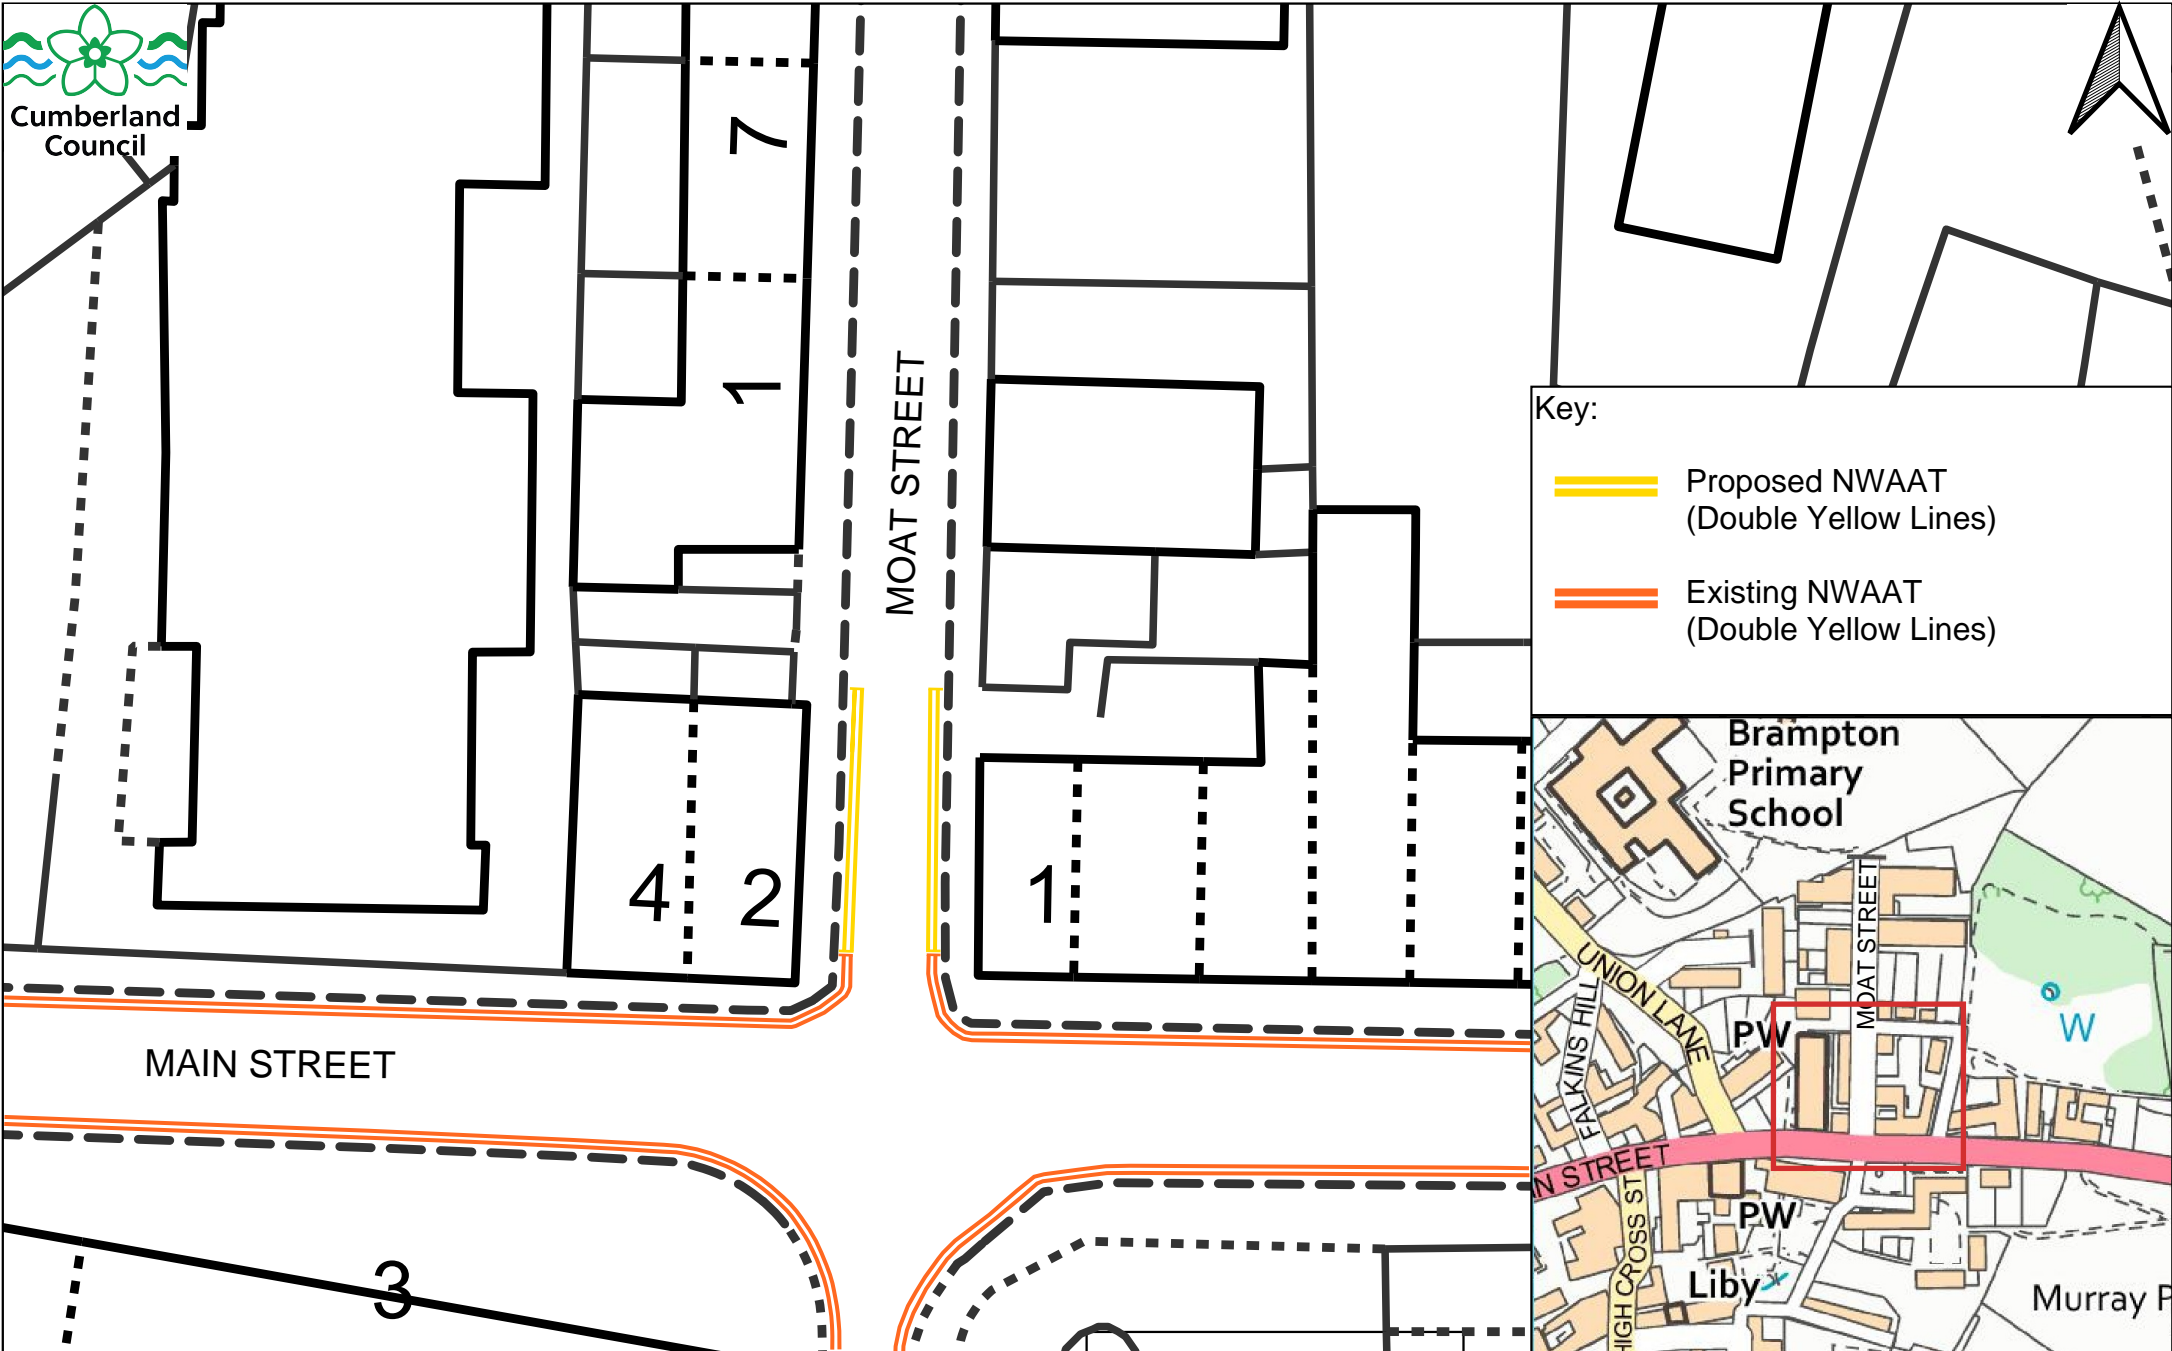 Cumberland
Council
7
1
MOAT STREET
4
2
1
MAIN STREET
3
Key:
Proposed NWAAT
(Double Yellow Lines)
Existing NWAAT
(Double Yellow Lines)
Brampton
Primary
School
MOAT STREET
UNION LANE
FALKINS HILL
PW
W
IN STREET
HIGH CROSS ST
PW
Liby
Murray P